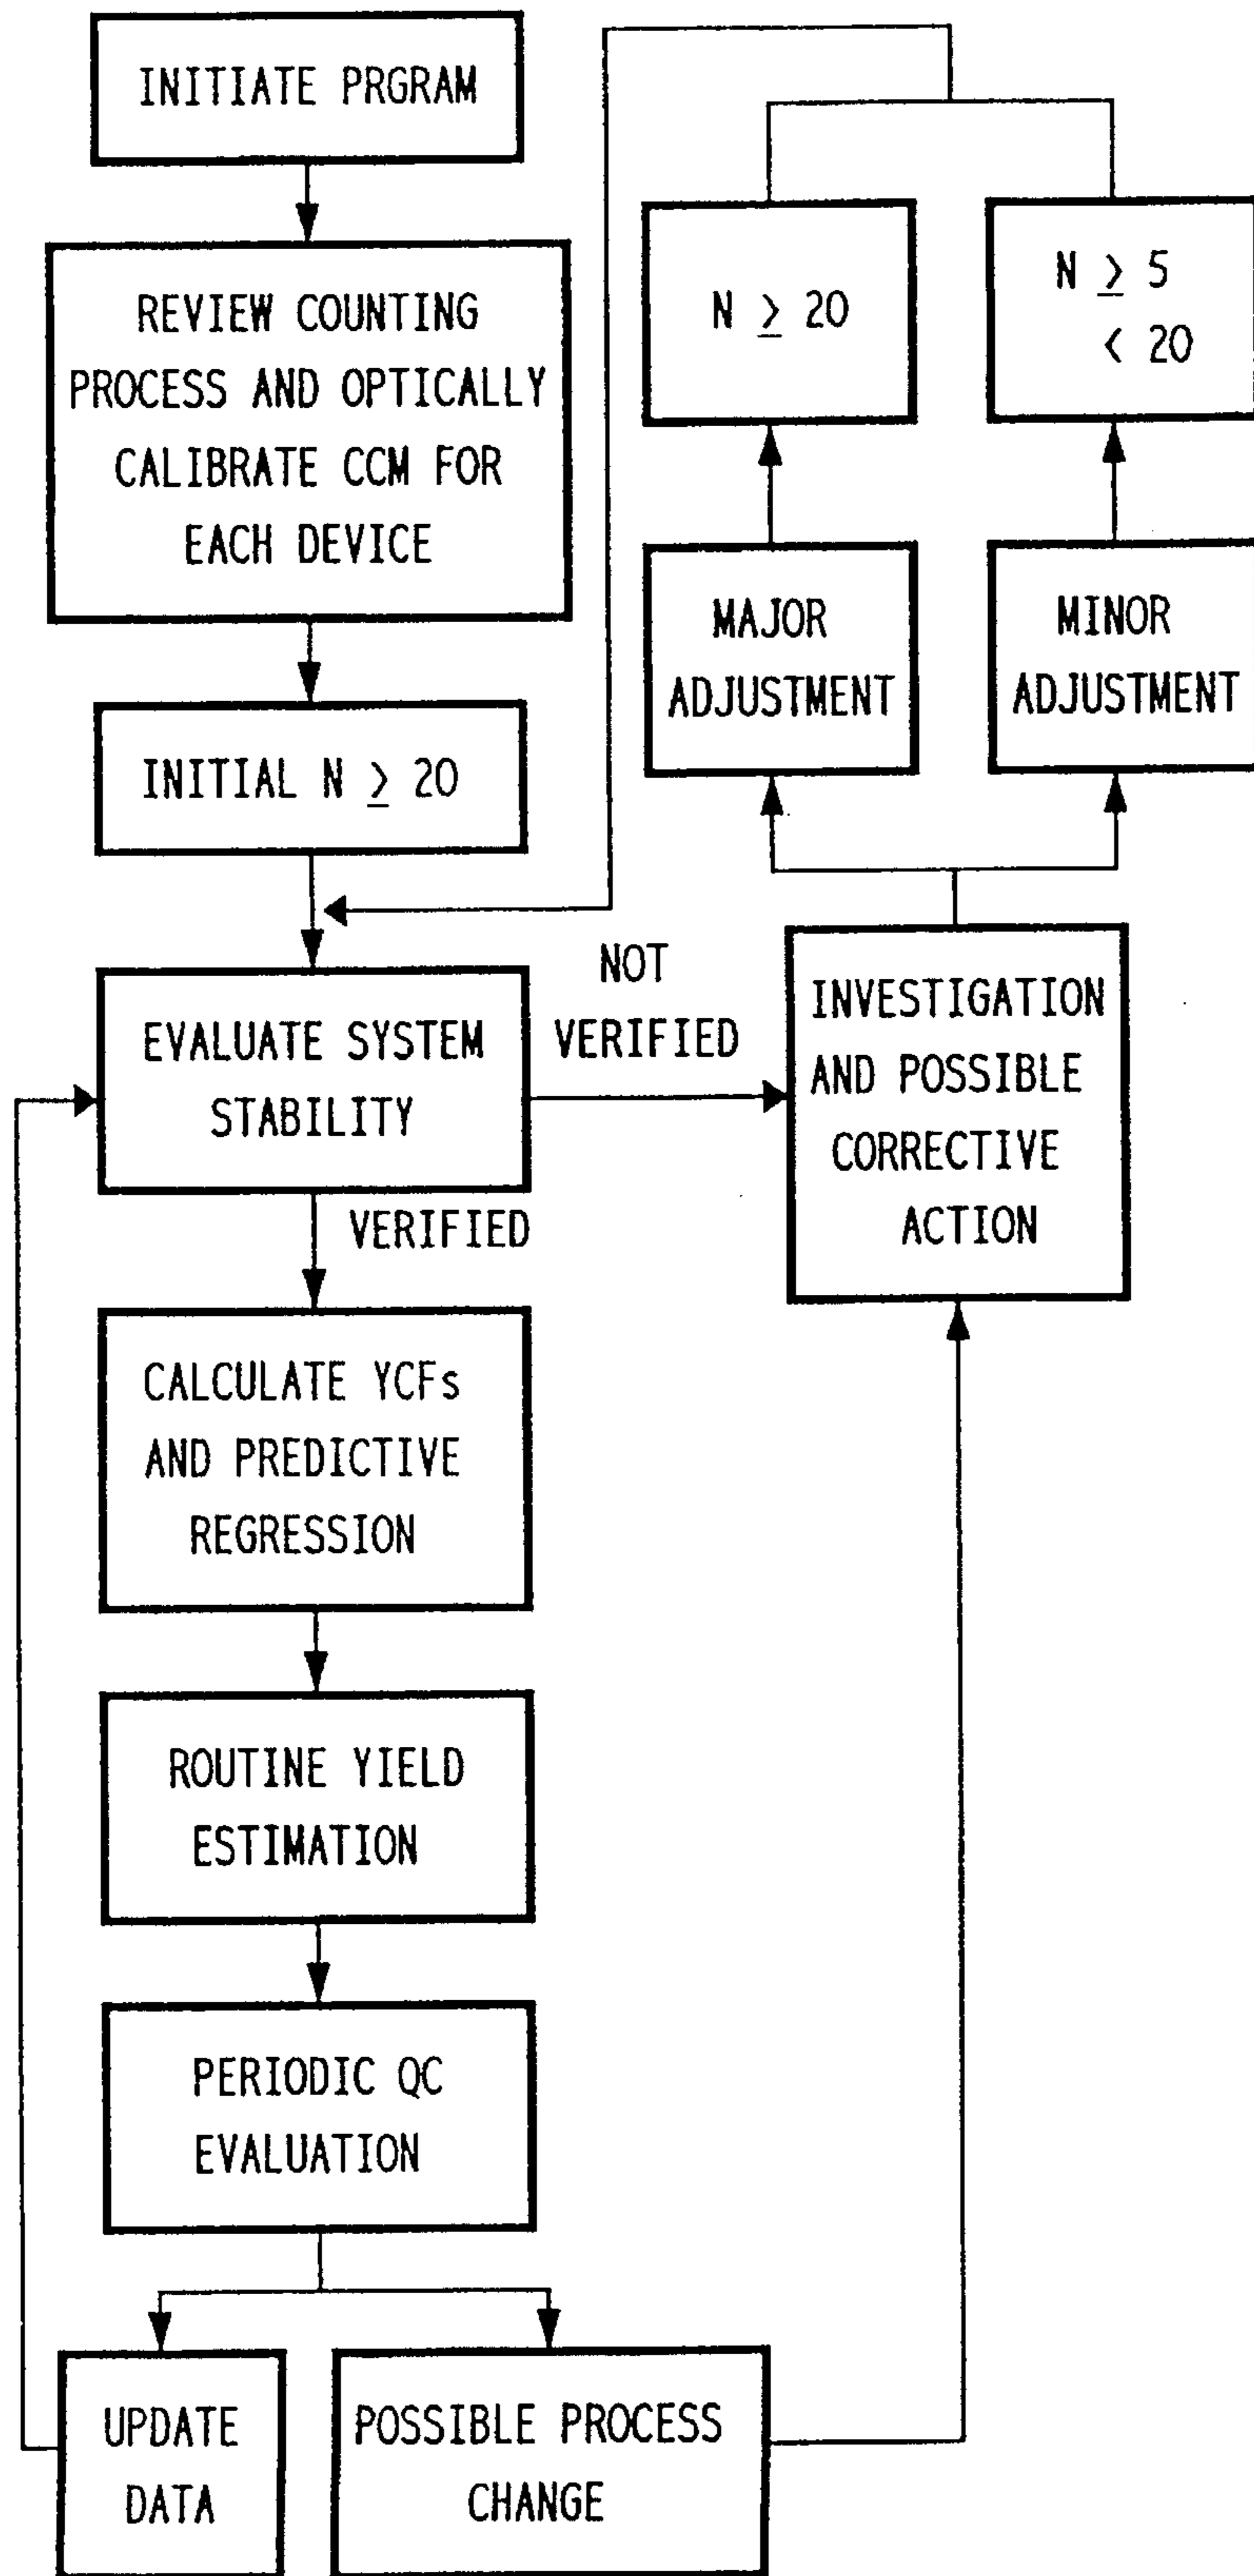 INITIATE PRGRAM
REVIEW COUNTING
PROCESS AND OPTICALLY
CALIBRATE CCM FOR
EACH DEVICE
INITIAL N ≥ 20
EVALUATE SYSTEM
STABILITY
NOT
VERIFIED
VERIFIED
CALCULATE YCFs
AND PREDICTIVE
REGRESSION
ROUTINE YIELD
ESTIMATION
PERIODIC QC
EVALUATION
UPDATE
DATA
POSSIBLE PROCESS
CHANGE
INVESTIGATION
AND POSSIBLE
CORRECTIVE
ACTION
MAJOR
ADJUSTMENT
MINOR
ADJUSTMENT
N ≥ 20
N ≥ 5
< 20